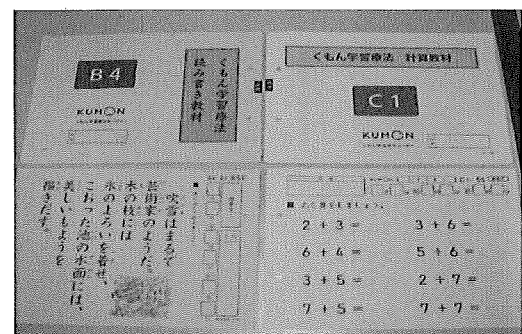 B4
くもん学習療法
読み書き教材
KUMON
くもん学習療法 計算教材
C1
KUMON
吹雪はまるで
芸術家のようだ。
木の枝には
氷のよろいを着せ、
こおった池の水面には、
美しいもようを
描きだす。
2 + 3 =
3 + 6 =
6 + 4 =
5 + 6 =
3 + 5 =
2 + 7 =
7 + 5 =
7 + 7 =